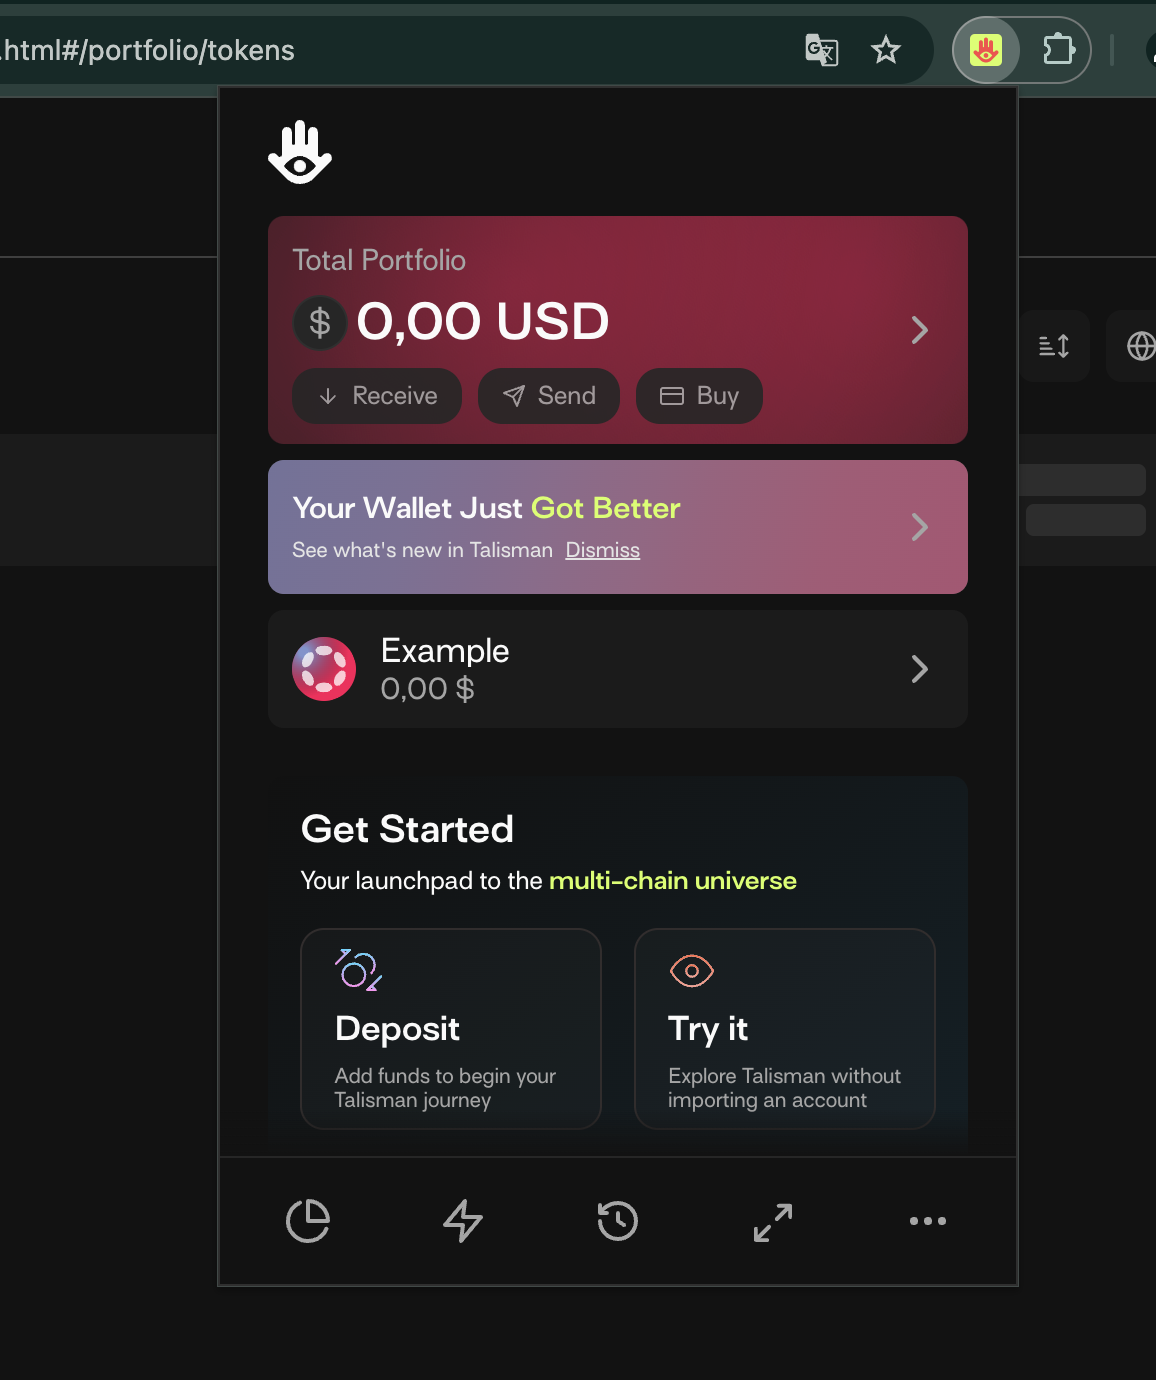 .html#/portfolio/tokens
Total Portfolio
$ 0,00 USD
Receive
Send
Buy
Your Wallet Just Got Better
See what's new in Talisman Dismiss
Example
0,00 $
Get Started
Your launchpad to the multi-chain universe
Deposit
Add funds to begin your
Talisman journey
Try it
Explore Talisman without
importing an account